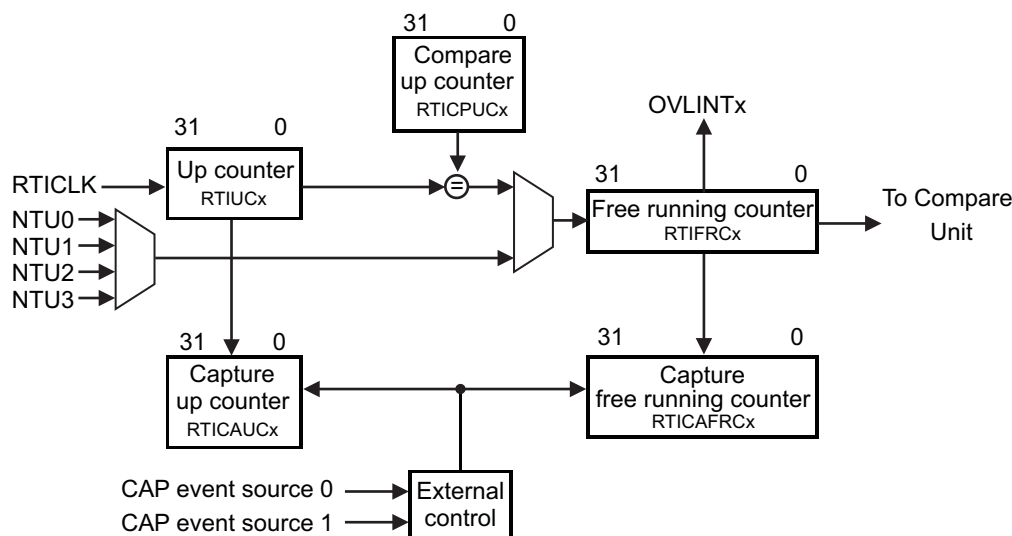 31 0
Compare
up counter
RTICPUCx
OVLINTx
31 0
Up counter
RTIUCx
RTICLK
=
31 0
Free running counter
RTIFRCx
To Compare
Unit
NTU0
NTU1
NTU2
NTU3
31 0
Capture
up counter
RTICAUCx
31 0
Capture
free running counter
RTICAFRCx
CAP event source 0
CAP event source 1
External
control